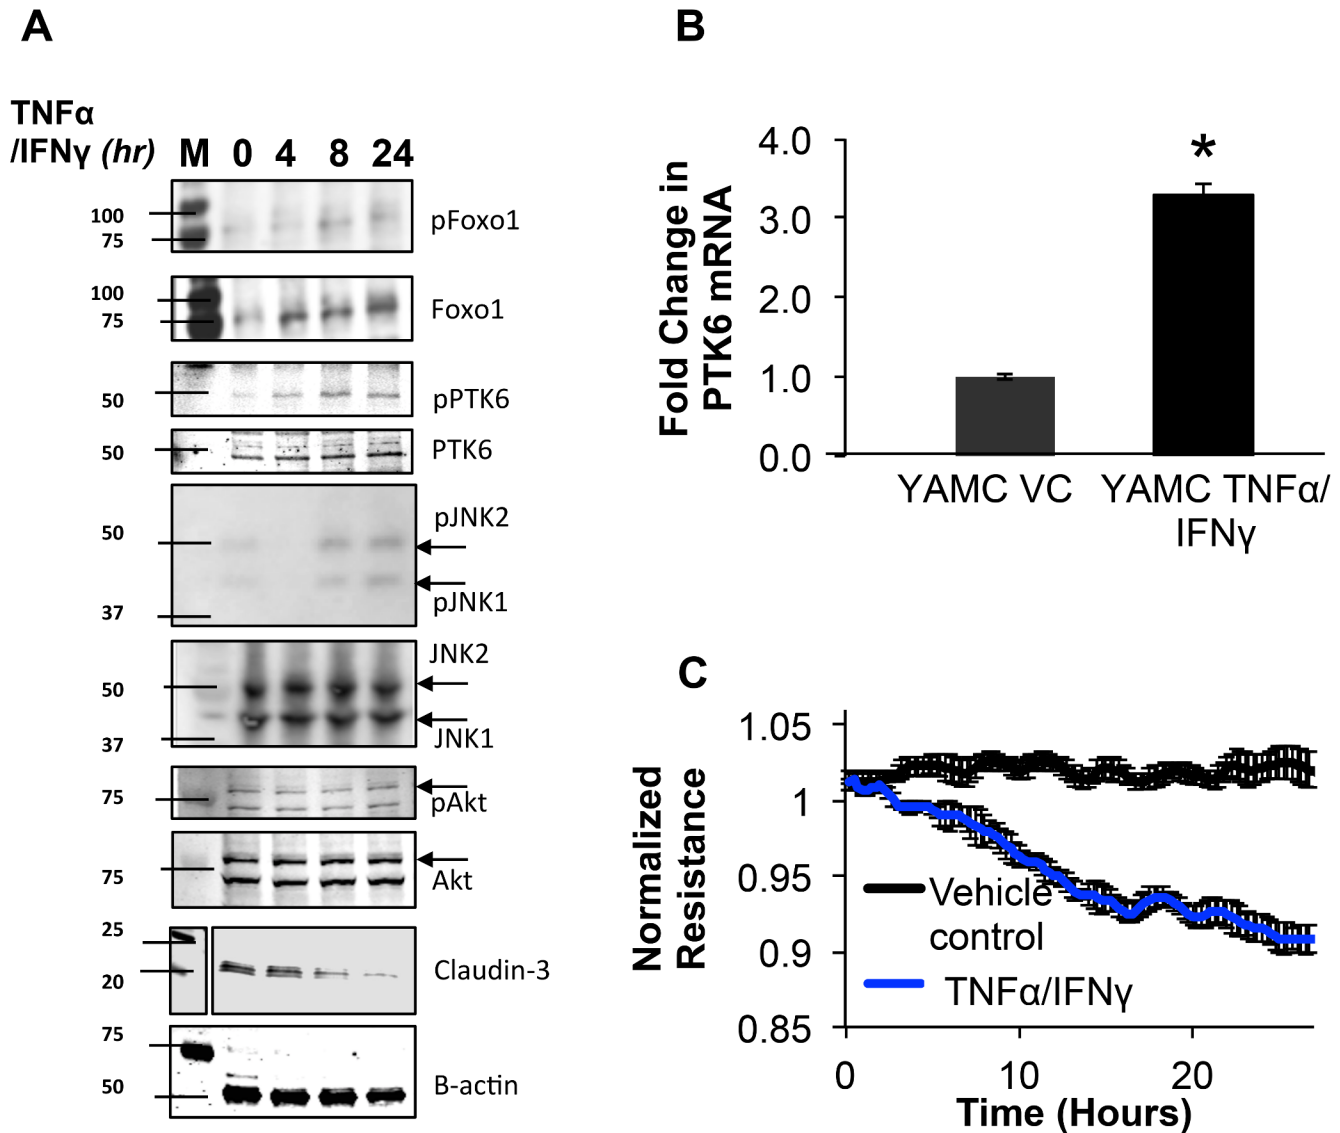 A
TNFα
/IFNγ (hr) M 0 4 8 24
100
75
pFoxo1
100
75
Foxo1
50
pPTK6
50
PTK6
50
37
pJNK2
pJNK1
50
37
JNK2
JNK1
75
pAkt
75
Akt
25
20
Claudin-3
75
50
B-actin
B
Fold Change in
PTK6 mRNA
4.0
3.0
2.0
1.0
0.0
*
YAMC VC
YAMC TNFα/
IFNγ
C
Normalized
Resistance
1.05
1
0.95
0.9
0.85
Vehicle
control
TNFα/IFNγ
0 10 20
Time (Hours)